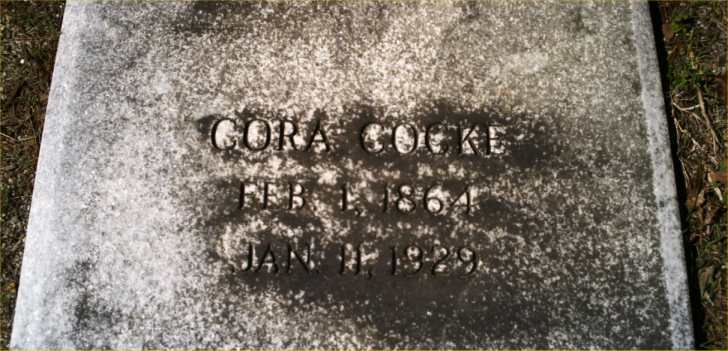 CORA COCKE
FEB. 1, 1864
JAN. 11, 1929